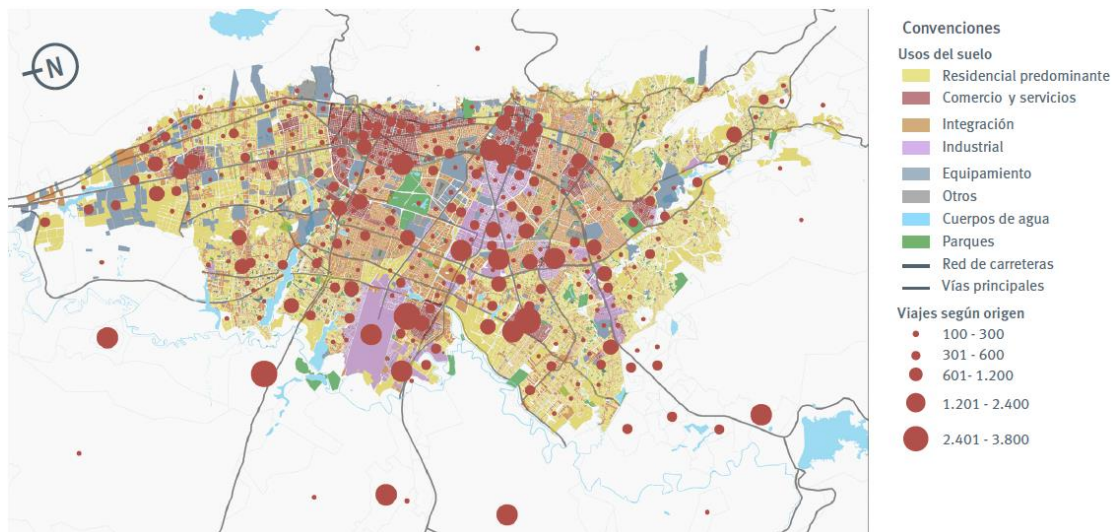 N
Convenciones
Usos del suelo
Residencial predominante
Comercio y servicios
Integración
Industrial
Equipamiento
Otros
Cuerpos de agua
Parques
Red de carreteras
Vías principales
Viajes según origen
100 - 300
301 - 600
601- 1.200
1.201 - 2.400
2.401 - 3.800